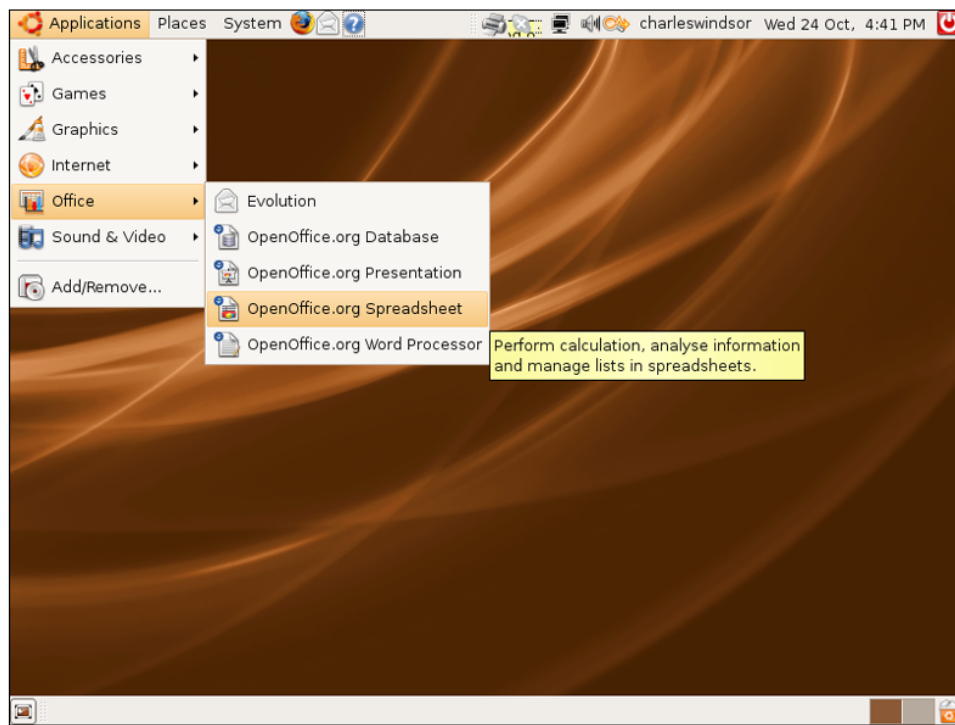 Applications Places System charleswindsor Wed 24 Oct, 4:41 PM
Accessories
Games
Graphics
Internet
Office
Sound & Video
Add/Remove...
Evolution
OpenOffice.org Database
OpenOffice.org Presentation
OpenOffice.org Spreadsheet
OpenOffice.org Word Processor
Perform calculation, analyse information
and manage lists in spreadsheets.